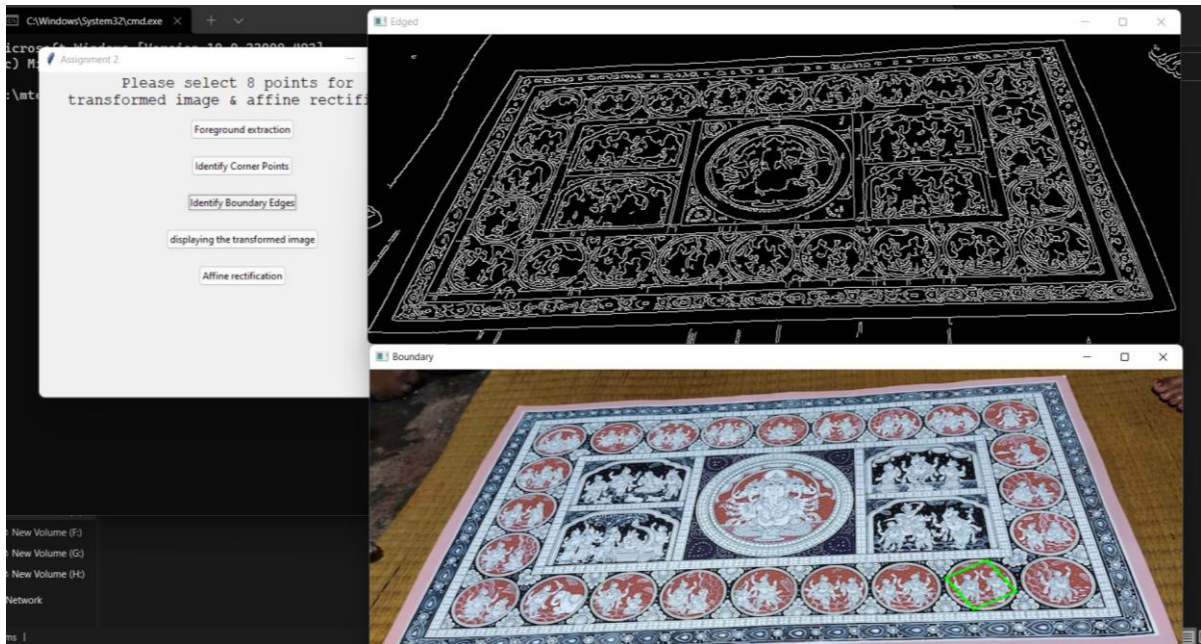 C:\Windows\System32\cmd.exe
Assignment 2
Please select 8 points for
transformed image & affine rectifi
Foreground extraction
Identify Corner Points
Identify Boundary Edges
displaying the transformed image
Affine rectification
Edged
Boundary
New Volume (F:)
New Volume (G:)
New Volume (H:)
Network